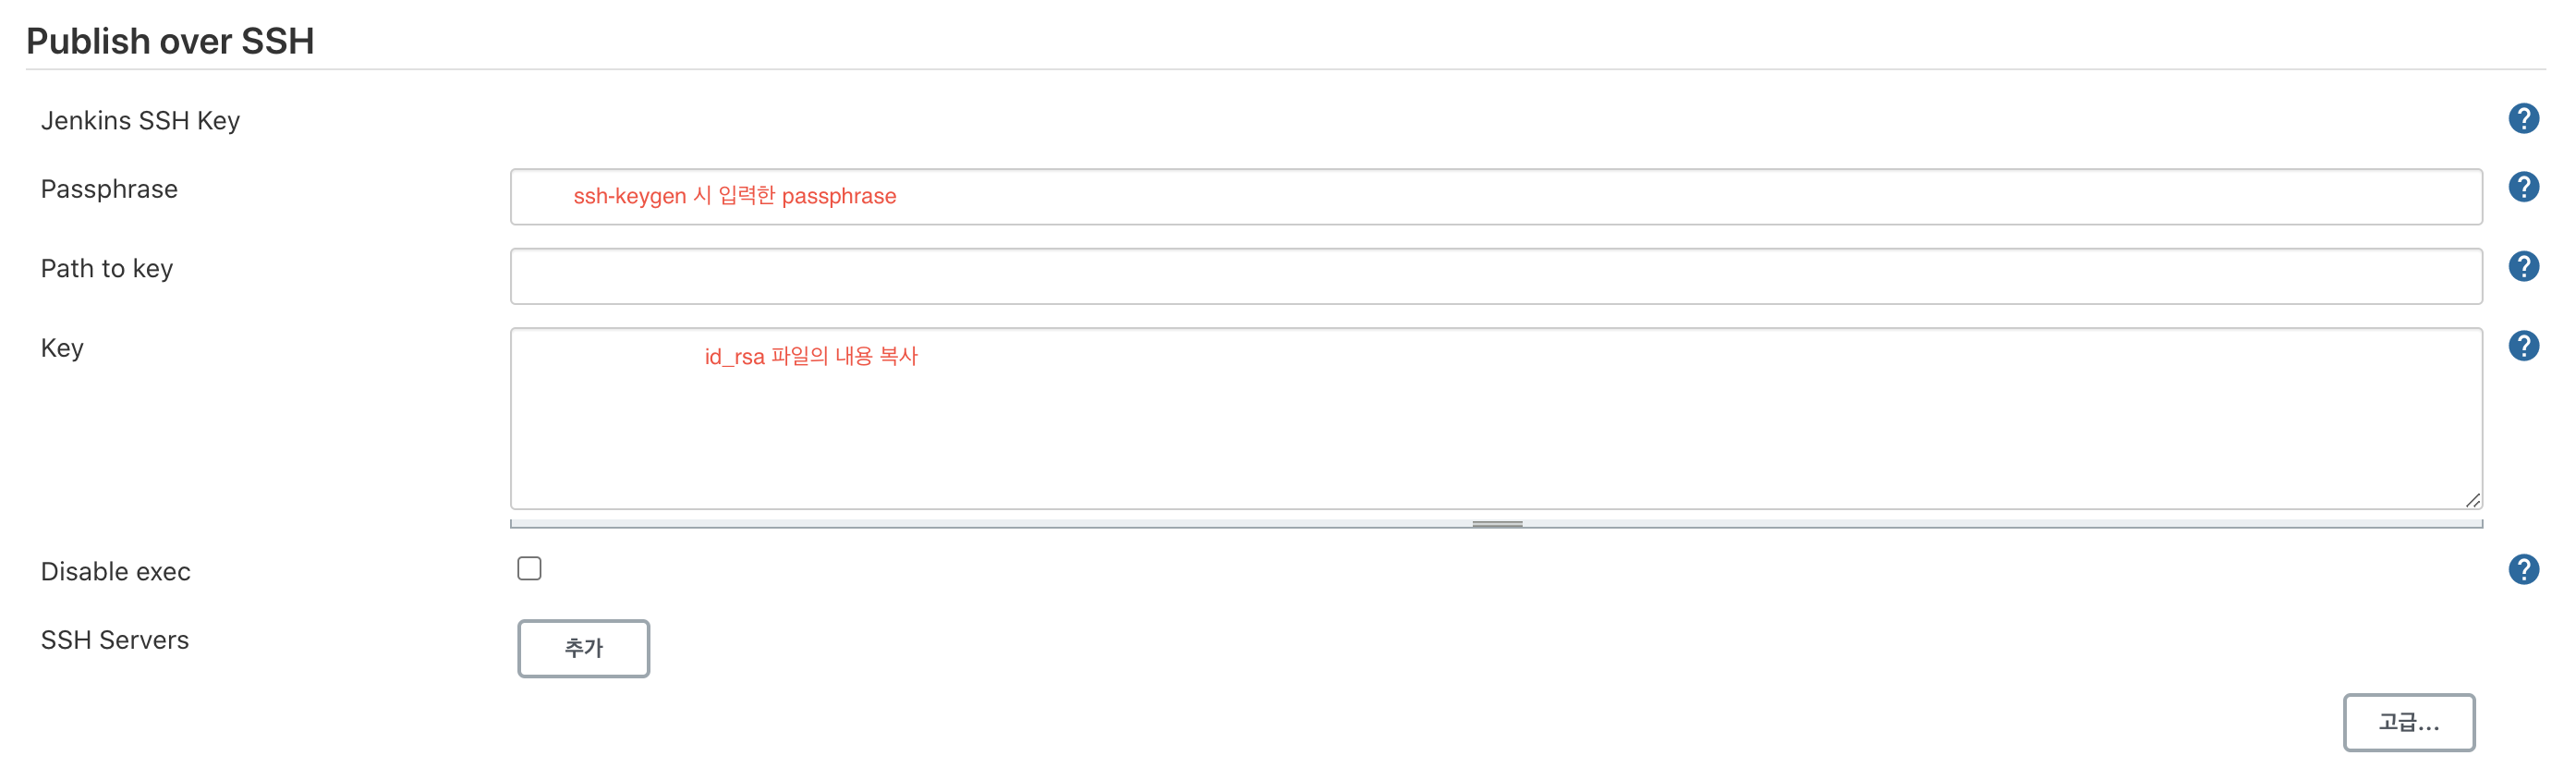 Publish over SSH
Jenkins SSH Key
?
Passphrase
ssh-keygen 시 입력한 passphrase
?
Path to key
?
Key
id_rsa 파일의 내용 복사
?
Disable exec
?
SSH Servers
추가
고급...